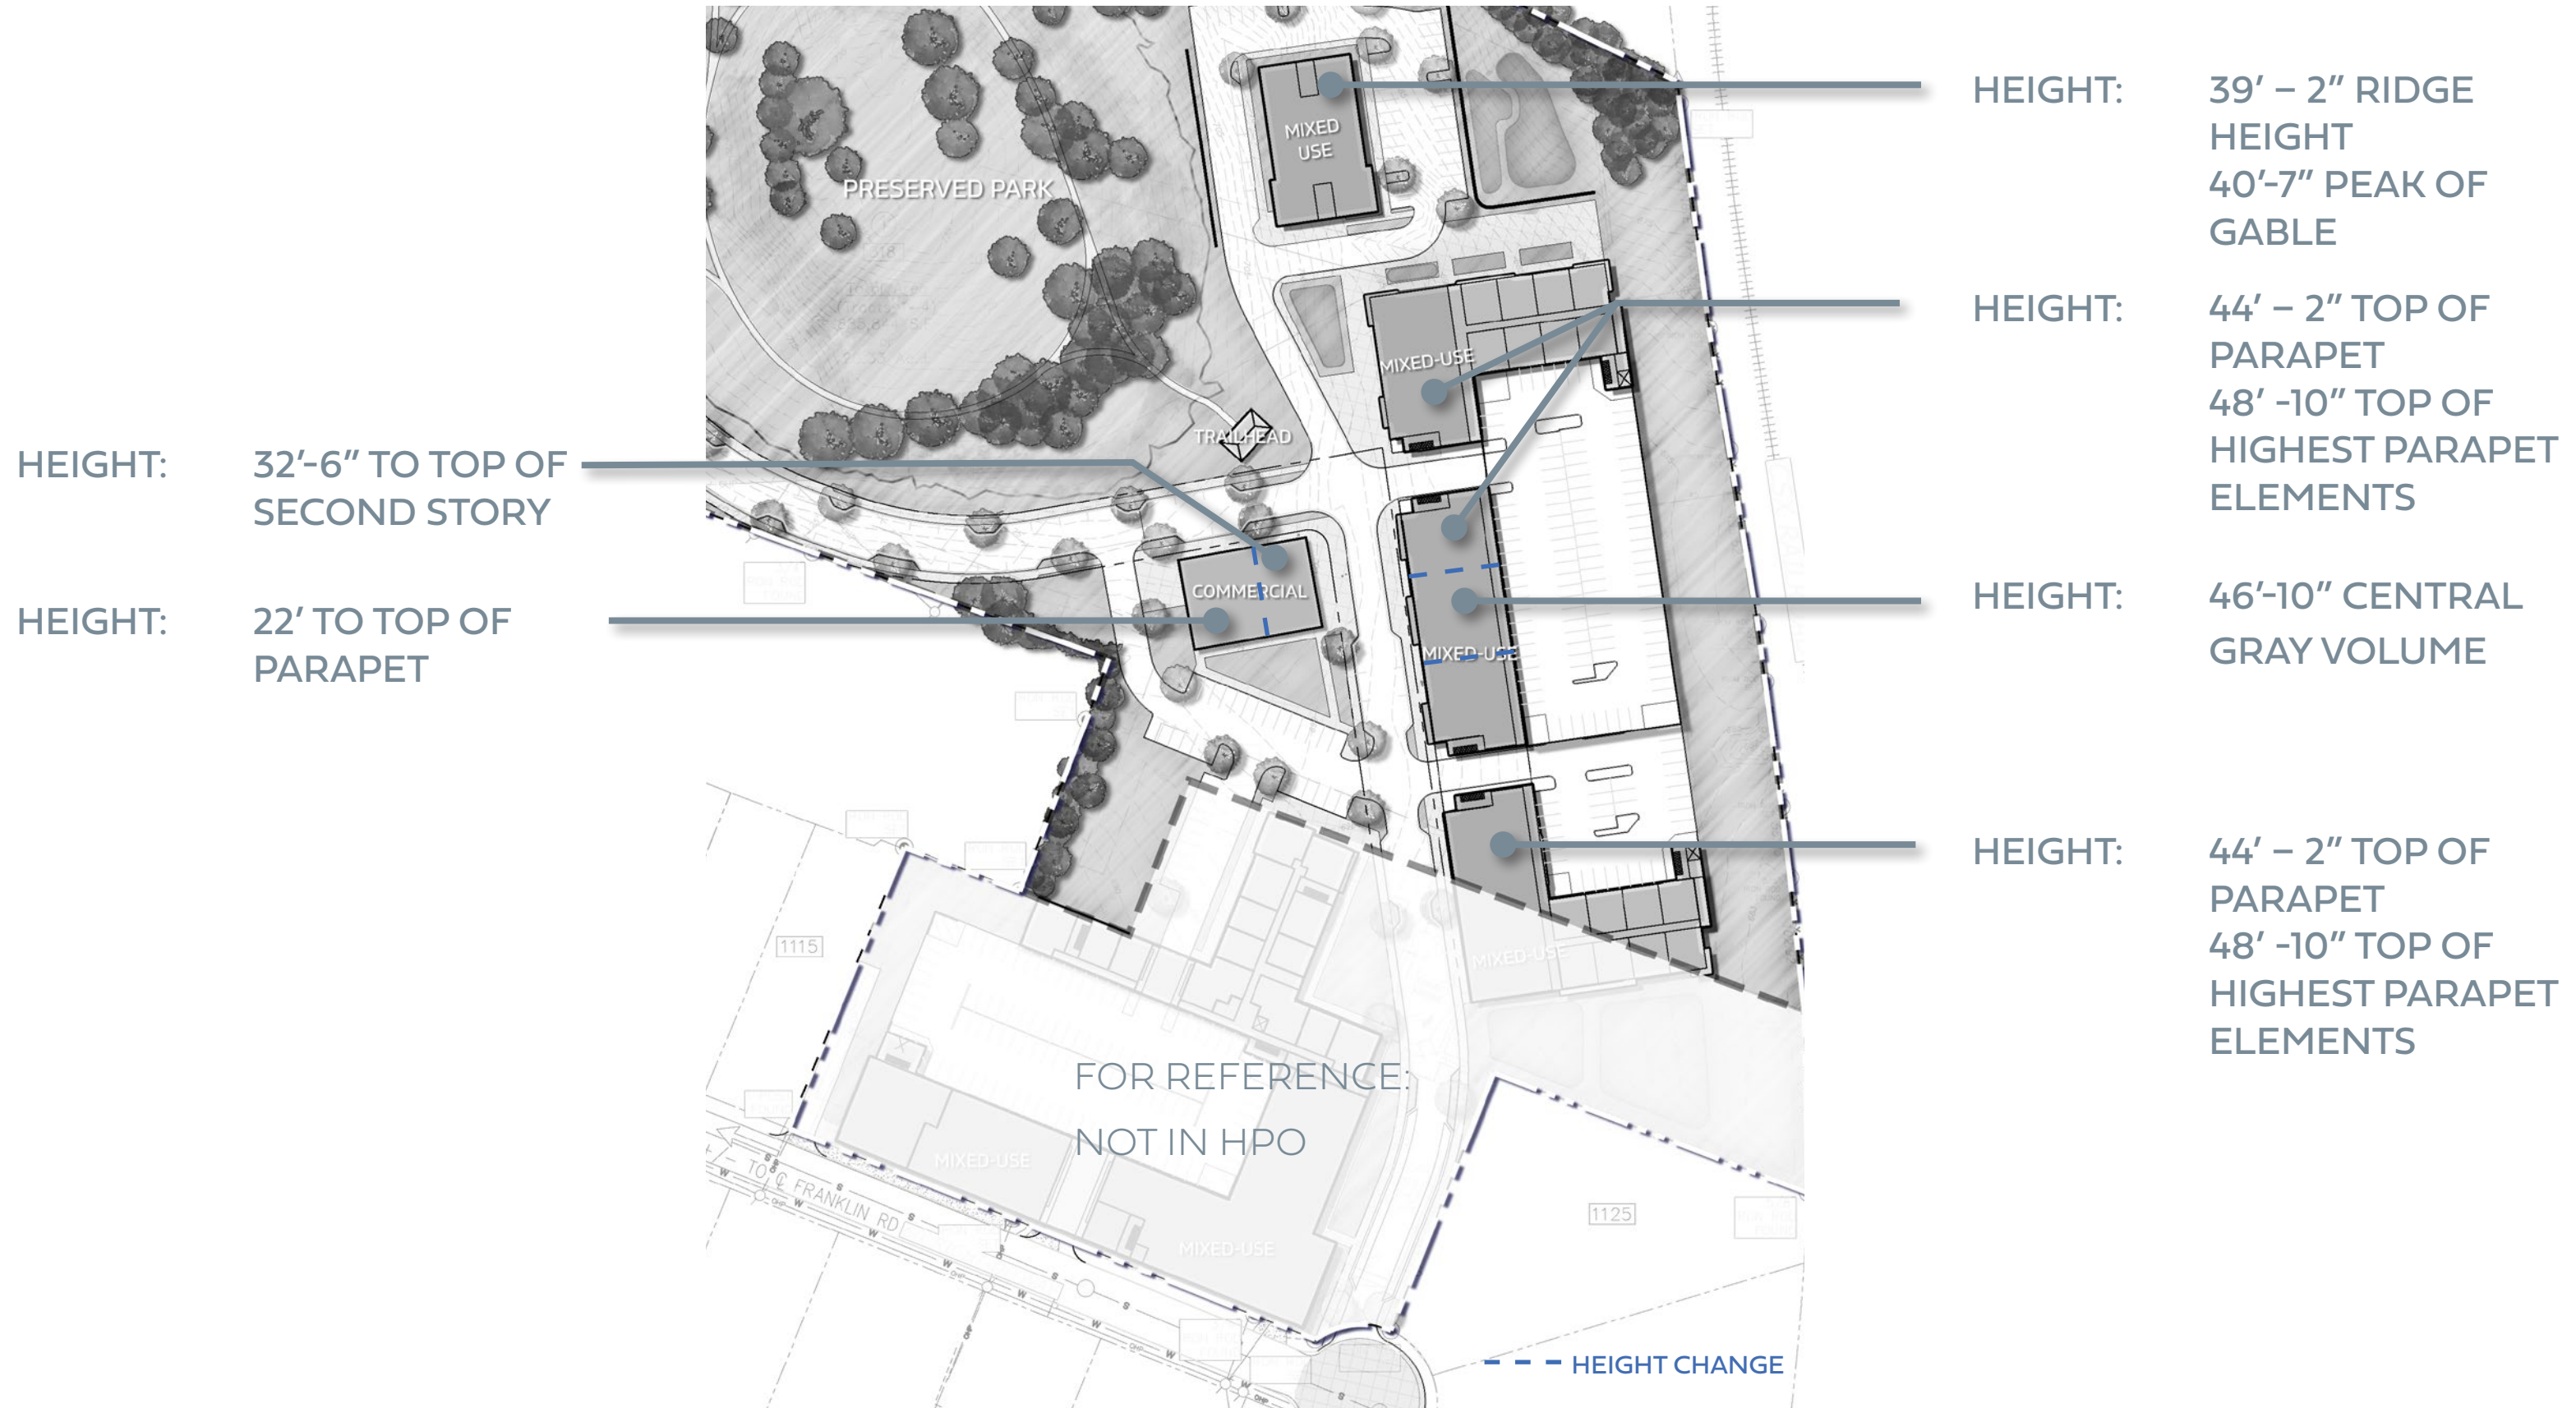 HEIGHT: 39’ – 2” RIDGE
HEIGHT
40’-7” PEAK OF
GABLE
MIXED
USE
PRESERVED PARK
HEIGHT: 44’ – 2” TOP OF
PARAPET
48’ -10” TOP OF
HIGHEST PARAPET
ELEMENTS
MIXED-USE
TRAILHEAD
HEIGHT: 32’-6” TO TOP OF
SECOND STORY
COMMERCIAL
HEIGHT: 46’-10” CENTRAL
GRAY VOLUME
HEIGHT: 22’ TO TOP OF
PARAPET
MIXED-USE
HEIGHT: 44’ – 2” TOP OF
PARAPET
48’ -10” TOP OF
HIGHEST PARAPET
ELEMENTS
1115
MIXED-USE
FOR REFERENCE:
NOT IN HPO
MIXED-USE
TO ℄ FRANKLIN RD
1125
MIXED-USE
HEIGHT CHANGE